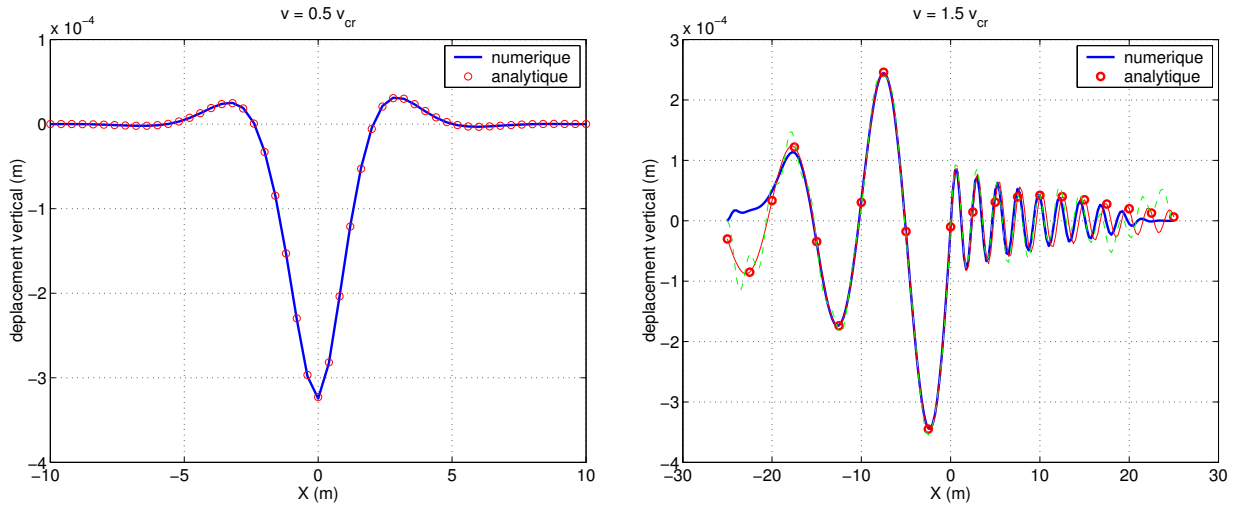 v = 0.5 v_cr
x 10^−4
numerique
analytique
1
0
−1
−2
−3
−4
deplacement vertical (m)
−10
−5
0
5
10
X (m)
v = 1.5 v_cr
x 10^−4
numerique
analytique
3
2
1
0
−1
−2
−3
−4
deplacement vertical (m)
−30
−20
−10
0
10
20
30
X (m)